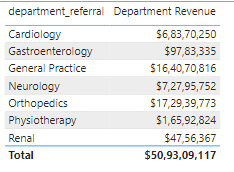 department_referral Department Revenue
Cardiology $6,83,70,250
Gastroenterology $97,83,335
General Practice $16,40,70,816
Neurology $7,27,95,752
Orthopedics $17,29,39,773
Physiotherapy $1,65,92,824
Renal $47,56,367
Total $50,93,09,117